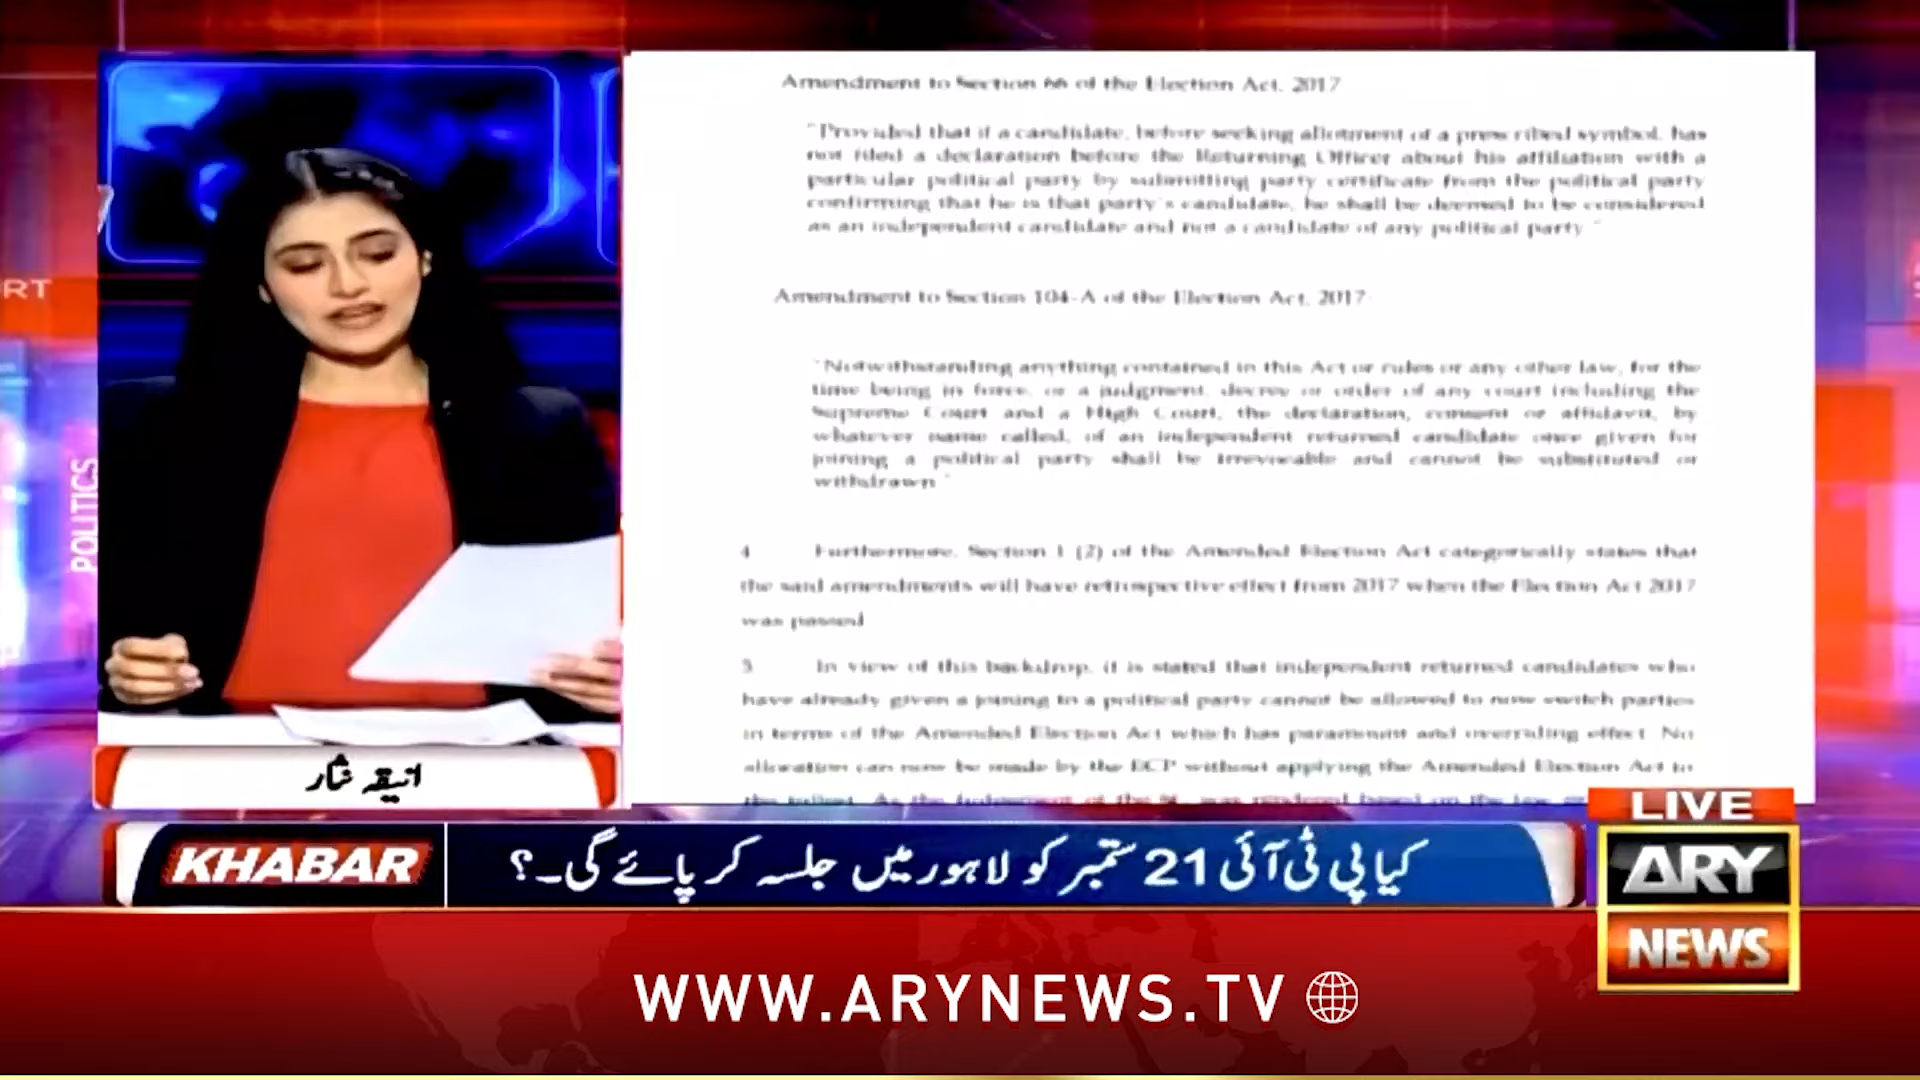 RT
POLITICS
Amendment to Section 66 of the Election Act, 2017
"Provided that if a candidate, before seeking allotment of a prescribed symbol, has
not filed a declaration before the Returning Officer about his affiliation with a
particular political party by submitting party certificate from the political party
confirming that he is that party's candidate, he shall be deemed to be considered
as an independent candidate and not a candidate of any political party"
Amendment to Section 104-A of the Election Act, 2017
"Notwithstanding anything contained in this Act or rules or any other law, for the
time being in force, or a judgment, decree or order of any court including the
Supreme Court and a High Court, the declaration, consent or affidavit, by
whatever name called, of an independent returned candidate once given for
joining a political party shall be irrevocable and cannot be substituted or
withdrawn"
4 Furthermore, Section 1 (2) of the Amended Election Act categorically states that
the said amendments will have retrospective effect from 2017 when the Election Act 2017
was passed
5 In view of this backdrop, it is stated that independent returned candidates who
have already given a joining to a political party cannot be allowed to now switch parties
in terms of the Amended Election Act which has paramount and overriding effect. No
allocation can now be made by the ECP without applying the Amended Election Act to
انیقہ نثار
LIVE
KHABAR
کیا پی ٹی آئی 21 ستمبر کو لاہور میں جلسہ کر پائے گی۔؟
ARY
NEWS
WWW.ARYNEWS.TV